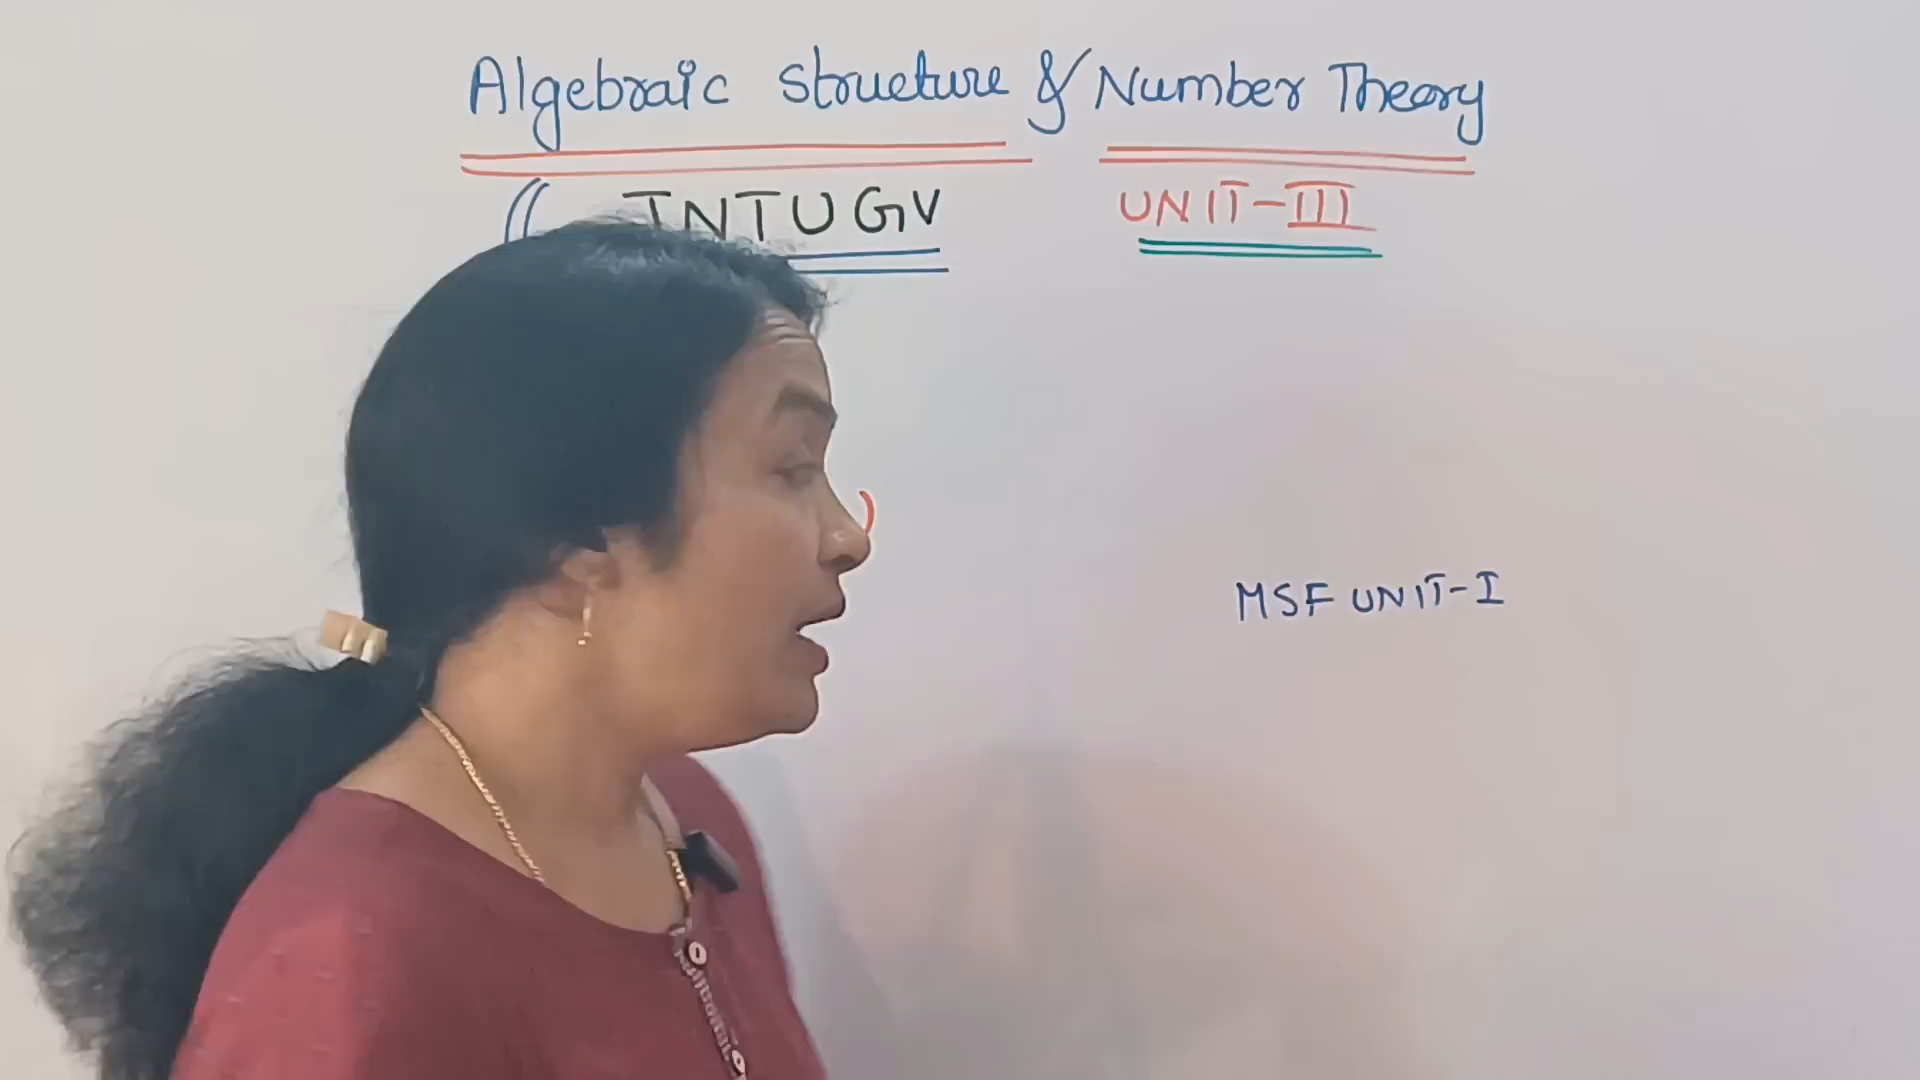 Algebraic structure & Number Theory
(( JNTUGV UNIT-III
MSF UNIT-I